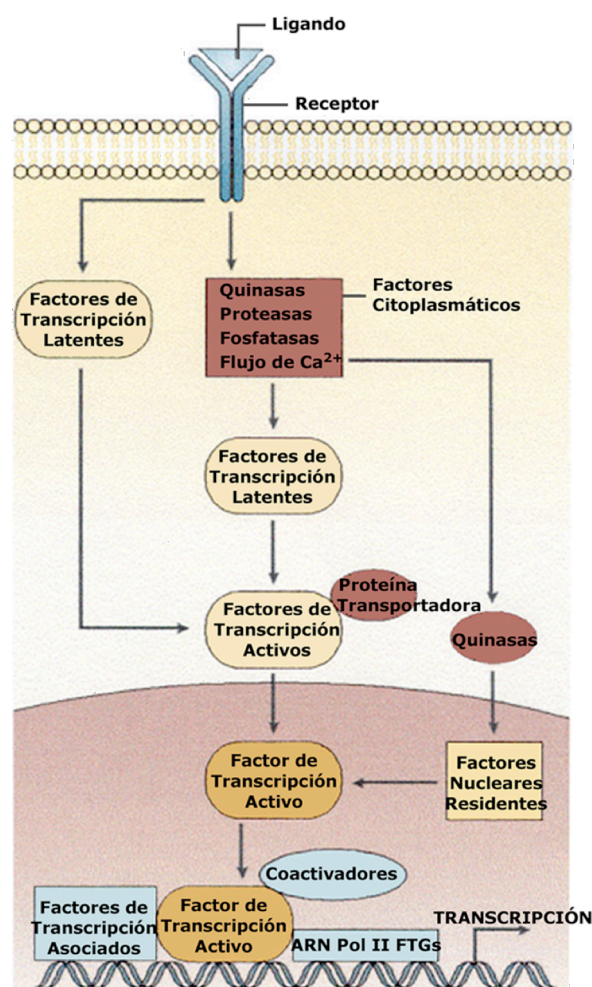 Ligando
Receptor
Factores de
Transcripción
Latentes
Quinasas
Proteasas
Fosfatasas
Flujo de Ca²⁺
Factores
Citoplasmáticos
Factores de
Transcripción
Latentes
Proteína
Transportadora
Factores de
Transcripción
Activos
Quinasas
Factor de
Transcripción
Activo
Factores
Nucleares
Residentes
Coactivadores
Factores de
Transcripción
Asociados
Factor de
Transcripción
Activo
ARN Pol II FTGs
TRANSCRIPCIÓN